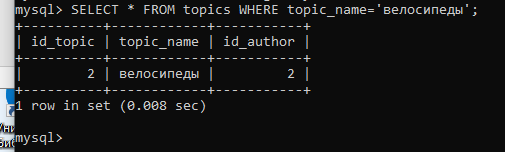 mysql> SELECT * FROM topics WHERE topic_name='велосипеды';
+----------+------------+-----------+
| id_topic | topic_name | id_author |
+----------+------------+-----------+
|        2 | велосипеды |         2 |
+----------+------------+-----------+
1 row in set (0.008 sec)
mysql>